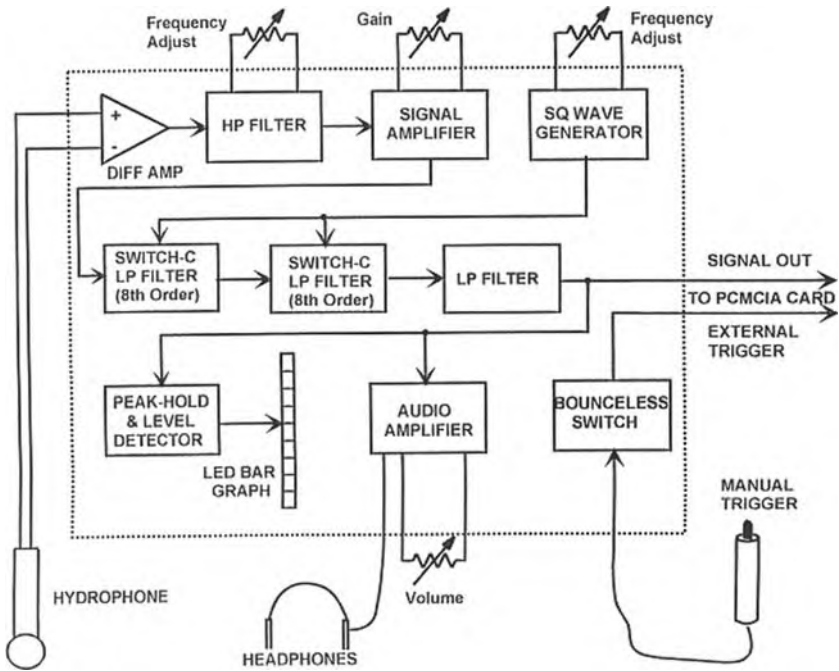 Frequency
Adjust
Gain
Frequency
Adjust
+
-
DIFF AMP
HP FILTER
SIGNAL
AMPLIFIER
SQ WAVE
GENERATOR
SWITCH-C
LP FILTER
(8th Order)
SWITCH-C
LP FILTER
(8th Order)
LP FILTER
SIGNAL OUT
TO PCMCIA CARD
EXTERNAL
TRIGGER
PEAK-HOLD
& LEVEL
DETECTOR
LED BAR
GRAPH
AUDIO
AMPLIFIER
BOUNCELESS
SWITCH
MANUAL
TRIGGER
HYDROPHONE
Volume
HEADPHONES